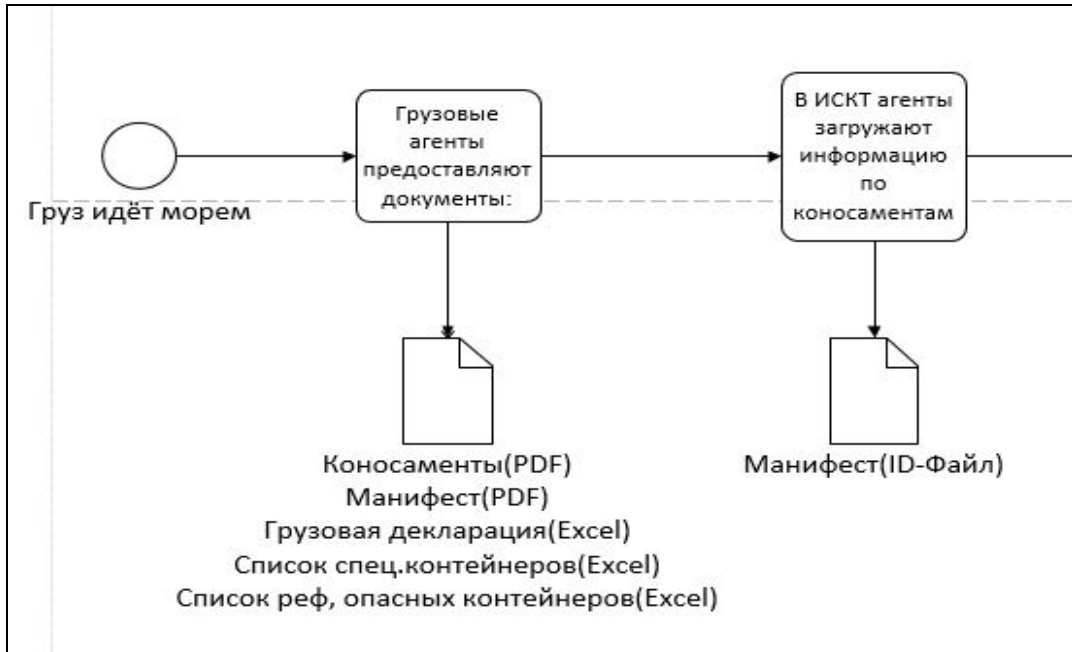 Груз идёт морем
Грузовые
агенты
предоставляют
документы:
В ИСКТ агенты
загружают
информацию
по
коносаментам
Коносаменты(PDF)
Манифест(PDF)
Грузовая декларация(Excel)
Список спец.контейнеров(Excel)
Список реф, опасных контейнеров(Excel)
Манифест(ID-Файл)